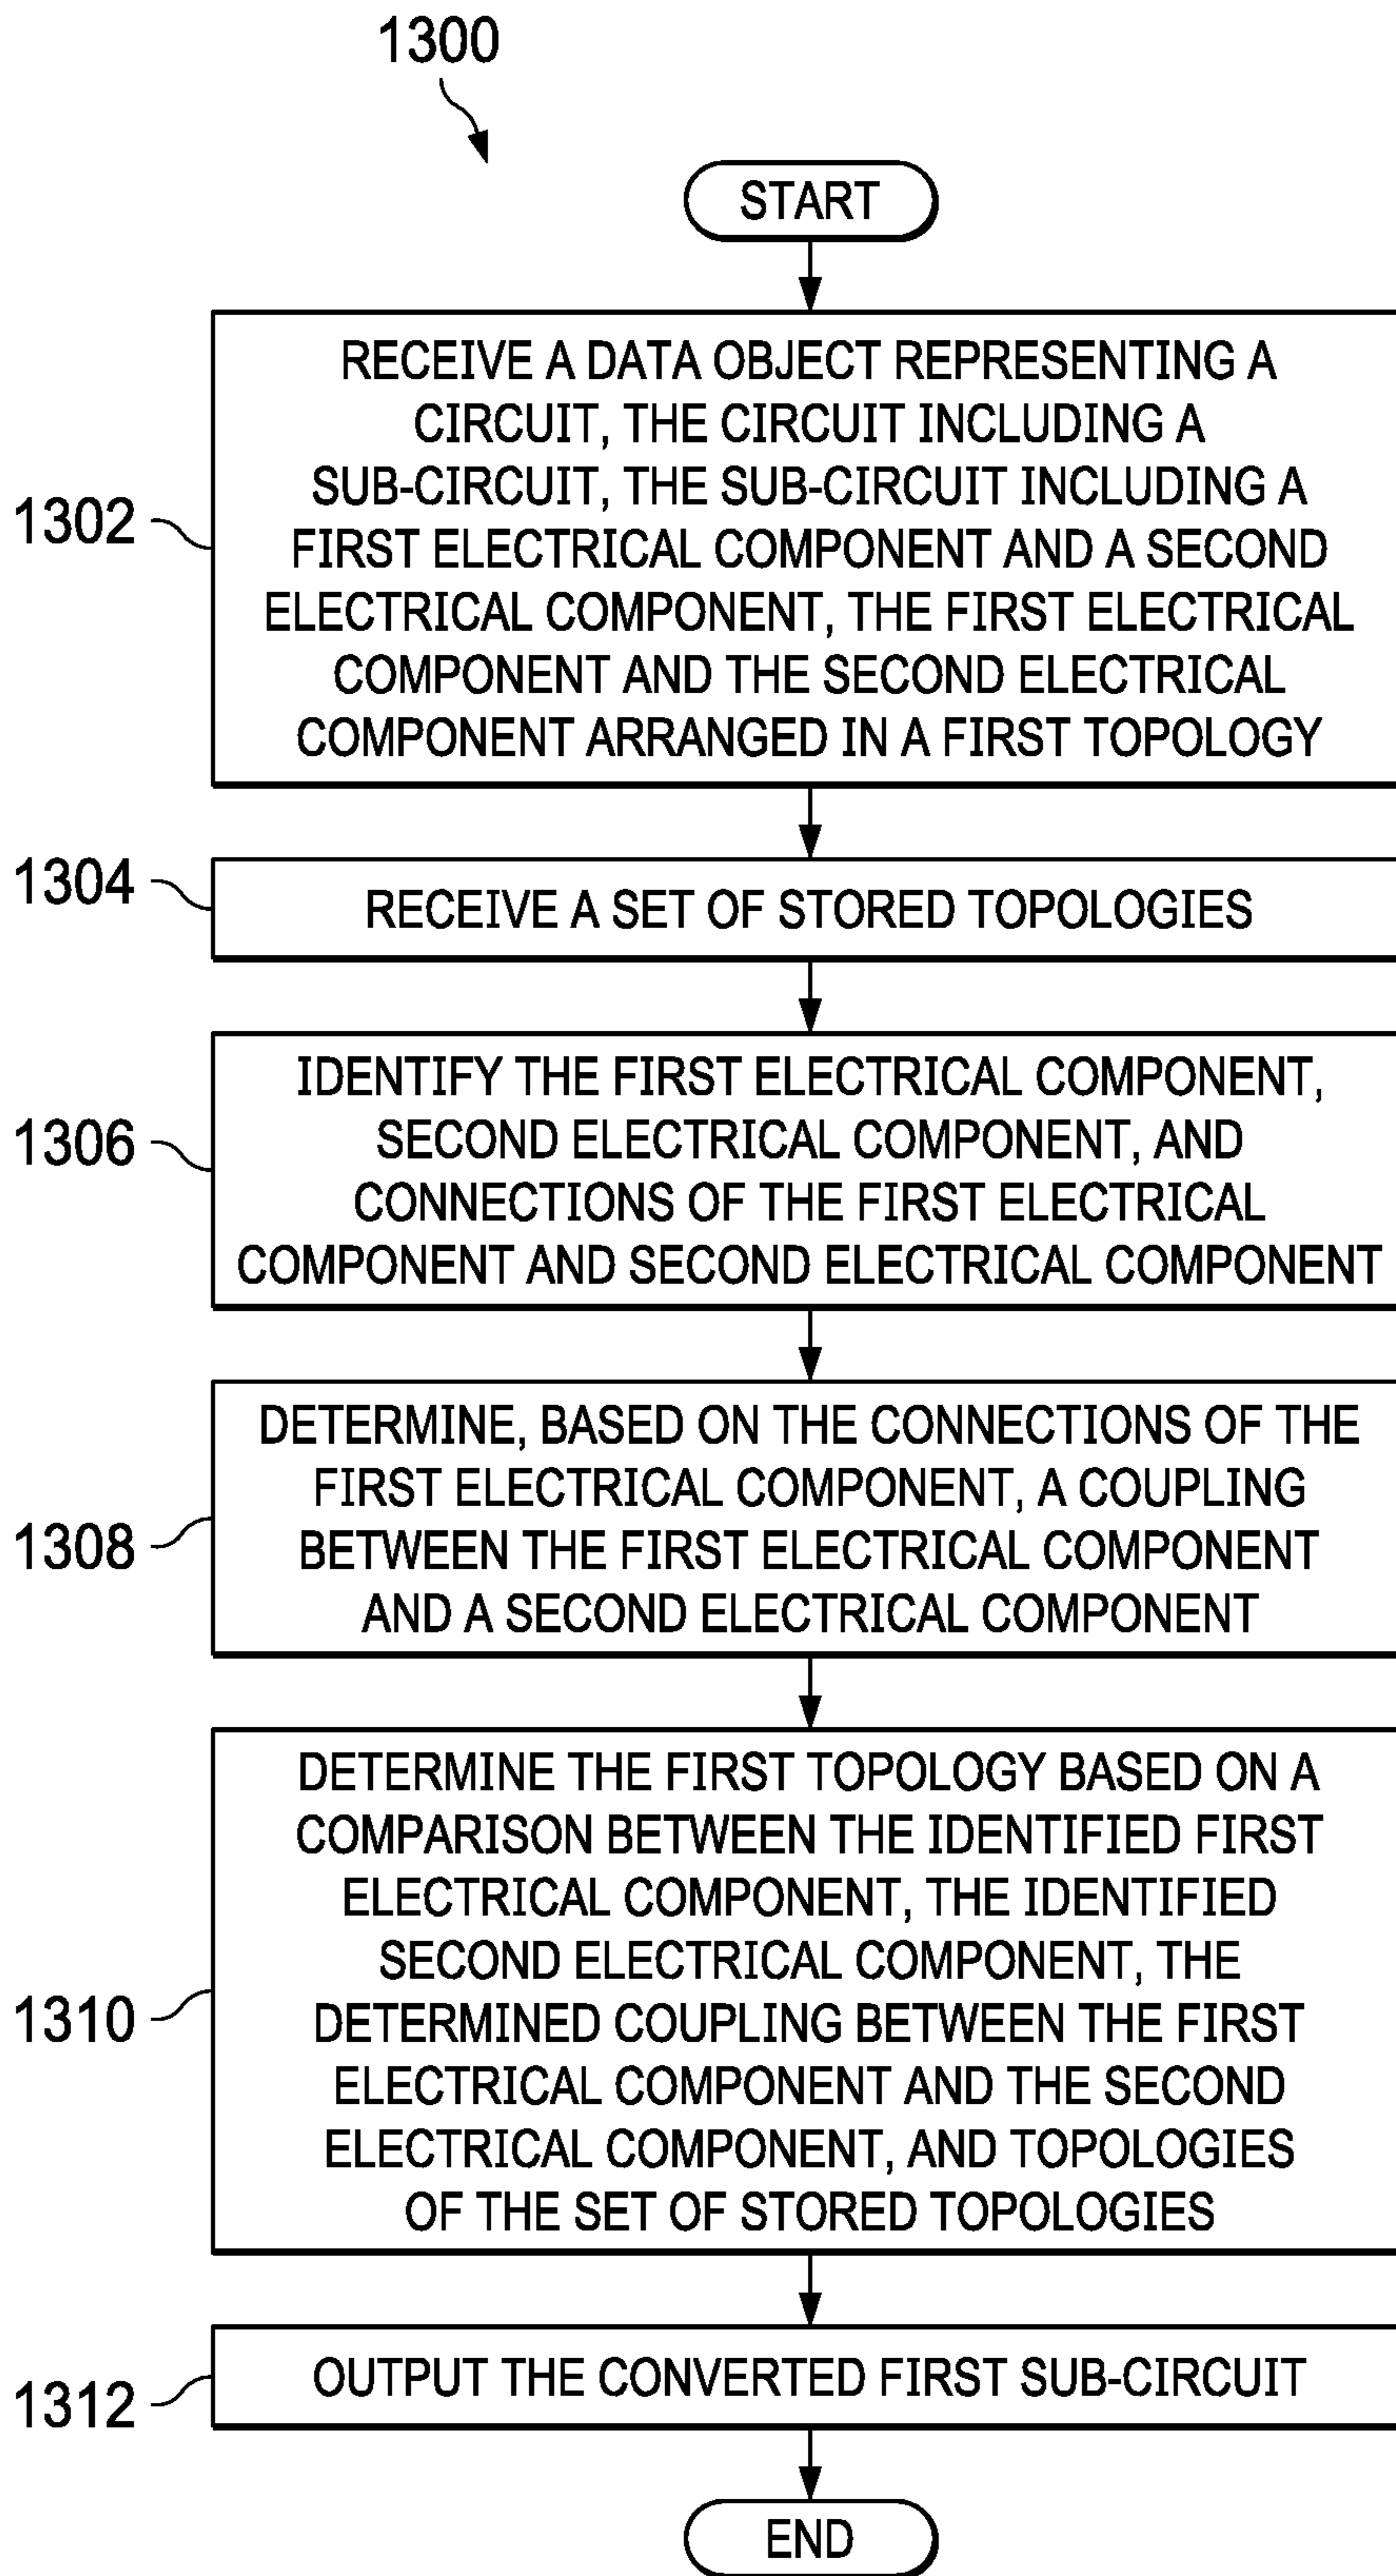 1300
START
1302
RECEIVE A DATA OBJECT REPRESENTING A
CIRCUIT, THE CIRCUIT INCLUDING A
SUB-CIRCUIT, THE SUB-CIRCUIT INCLUDING A
FIRST ELECTRICAL COMPONENT AND A SECOND
ELECTRICAL COMPONENT, THE FIRST ELECTRICAL
COMPONENT AND THE SECOND ELECTRICAL
COMPONENT ARRANGED IN A FIRST TOPOLOGY
1304
RECEIVE A SET OF STORED TOPOLOGIES
1306
IDENTIFY THE FIRST ELECTRICAL COMPONENT,
SECOND ELECTRICAL COMPONENT, AND
CONNECTIONS OF THE FIRST ELECTRICAL
COMPONENT AND SECOND ELECTRICAL COMPONENT
1308
DETERMINE, BASED ON THE CONNECTIONS OF THE
FIRST ELECTRICAL COMPONENT, A COUPLING
BETWEEN THE FIRST ELECTRICAL COMPONENT
AND A SECOND ELECTRICAL COMPONENT
1310
DETERMINE THE FIRST TOPOLOGY BASED ON A
COMPARISON BETWEEN THE IDENTIFIED FIRST
ELECTRICAL COMPONENT, THE IDENTIFIED
SECOND ELECTRICAL COMPONENT, THE
DETERMINED COUPLING BETWEEN THE FIRST
ELECTRICAL COMPONENT AND THE SECOND
ELECTRICAL COMPONENT, AND TOPOLOGIES
OF THE SET OF STORED TOPOLOGIES
1312
OUTPUT THE CONVERTED FIRST SUB-CIRCUIT
END